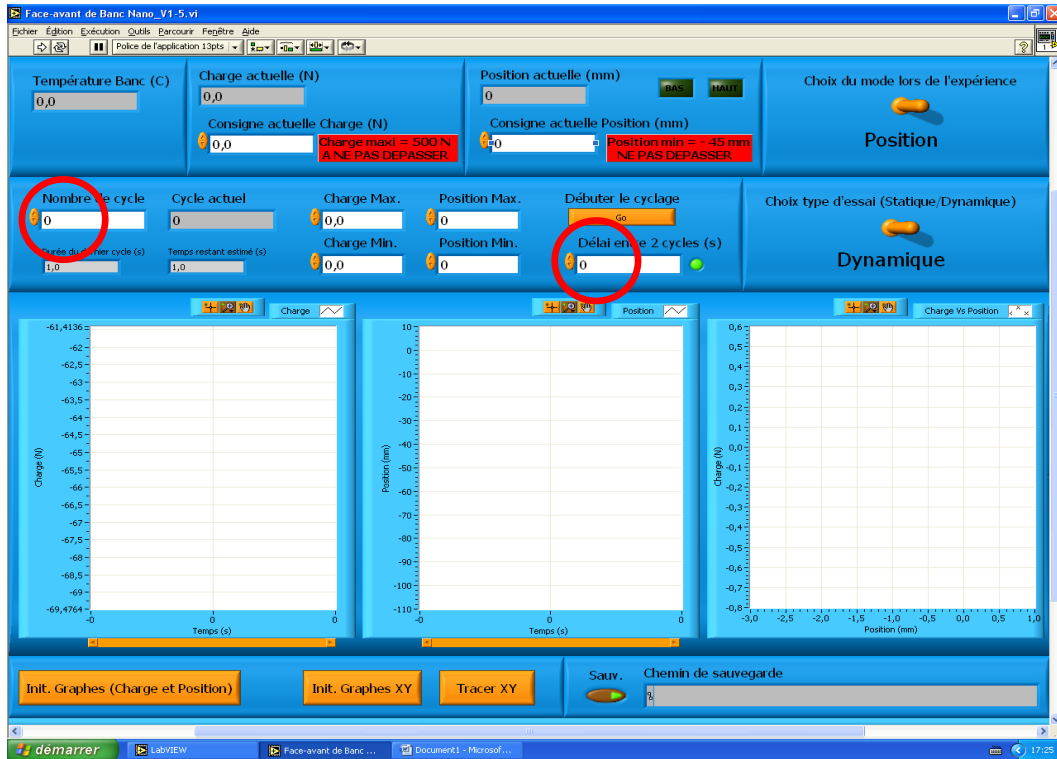 Face-avant de Banc Nano_V1-5.vi
Fichier Édition Exécution Outils Parcourir Fenêtre Aide
Police de l'application 13pts
1
Température Banc (C)
0,0
Charge actuelle (N)
0,0
Consigne actuelle Charge (N)
0,0
Charge maxi = 500 N
A NE PAS DEPASSER
Position actuelle (mm)
0
BAS
HAUT
Consigne actuelle Position (mm)
0
Position min = - 45 mm
NE PAS DEPASSER
Choix du mode lors de l'expérience
Position
Nombre de cycle
0
Cycle actuel
0
Durée du dernier cycle (s)
1,0
Temps restant estimé (s)
1,0
Charge Max.
0,0
Charge Min.
0,0
Position Max.
0
Position Min.
0
Débuter le cyclage
Go
Délai entre 2 cycles (s)
0
Choix type d'essai (Statique/Dynamique)
Dynamique
Charge
-61,4136
-62
-62,5
-63
-63,5
-64
-64,5
-65
-65,5
-66
-66,5
-67
-67,5
-68
-68,5
-69
-69,4764
Charge (N)
-0 0 0
Temps (s)
Position
10
0
-10
-20
-30
-40
-50
-60
-70
-80
-90
-100
-110
Position (mm)
-0 0 0
Temps (s)
Charge Vs Position
0,6
0,5
0,4
0,3
0,2
0,1
0,0
-0,1
-0,2
-0,3
-0,4
-0,5
-0,6
-0,7
-0,8
Charge (N)
-3,0 -2,5 -2,0 -1,5 -1,0 -0,5 0,0 0,5 1,0
Position (mm)
Init. Graphes (Charge et Position)
Init. Graphes XY
Tracer XY
Sauv.
Chemin de sauvegarde
démarrer
LabVIEW
Face-avant de Banc ...
Document1 - Microsof...
17:25